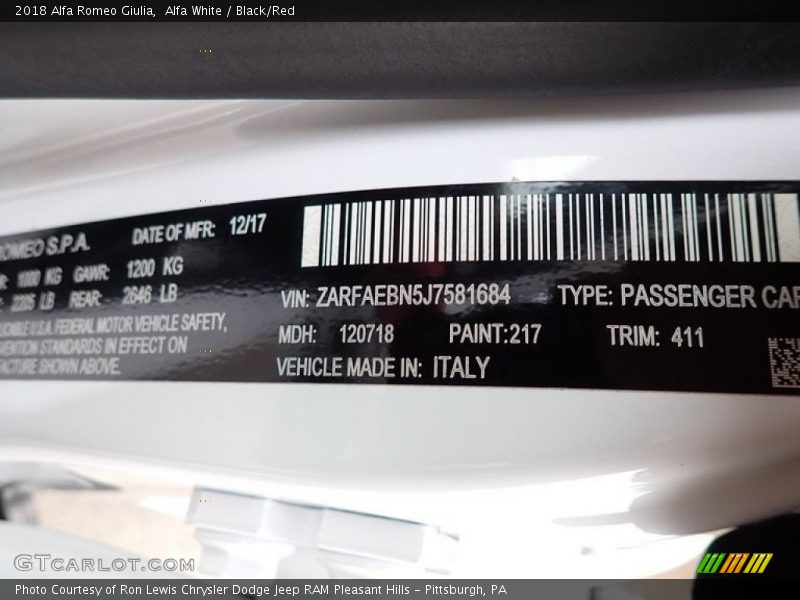 2018 Alfa Romeo Giulia,  Alfa White / Black/Red
ROMEO S.P.A. DATE OF MFR: 12/17
GAWR: 1200 KG
LB REAR: 2646 LB
U.S.A. FEDERAL MOTOR VEHICLE SAFETY,
STANDARDS IN EFFECT ON
SHOWN ABOVE.
VIN: ZARFAEBN5J7581684 TYPE: PASSENGER CAR
MDH: 120718 PAINT:217 TRIM: 411
VEHICLE MADE IN: ITALY
GTcarlot.com
Photo Courtesy of Ron Lewis Chrysler Dodge Jeep RAM Pleasant Hills - Pittsburgh, PA